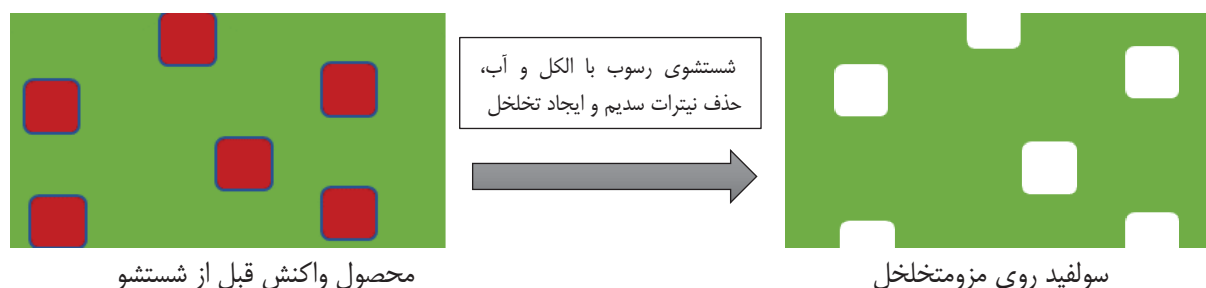 شستشوی رسوب با الکل و آب،
حذف نیترات سدیم و ایجاد تخلخل
محصول واکنش قبل از شستشو
سولفید روی مزومتخلخل